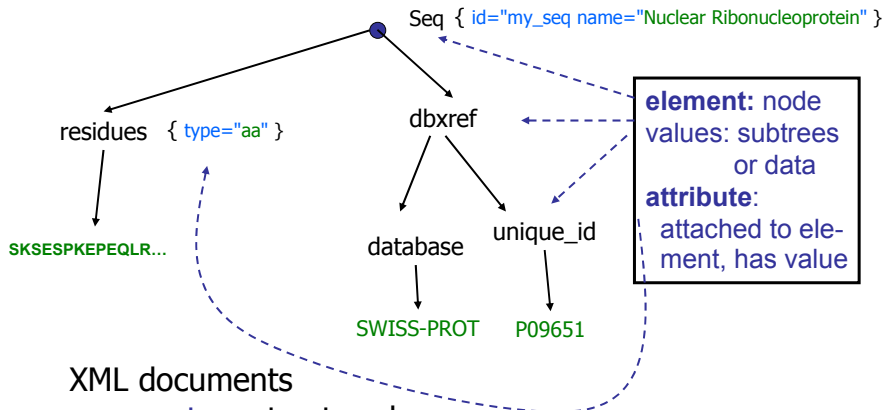 Seq { id="my_seq name="Nuclear Ribonucleoprotein" }
residues { type="aa" }
dbxref
element: node
values: subtrees
or data
attribute:
attached to ele-
ment, has value
SKSESPKEPEQLR...
database
unique_id
SWISS-PROT
P09651
XML documents